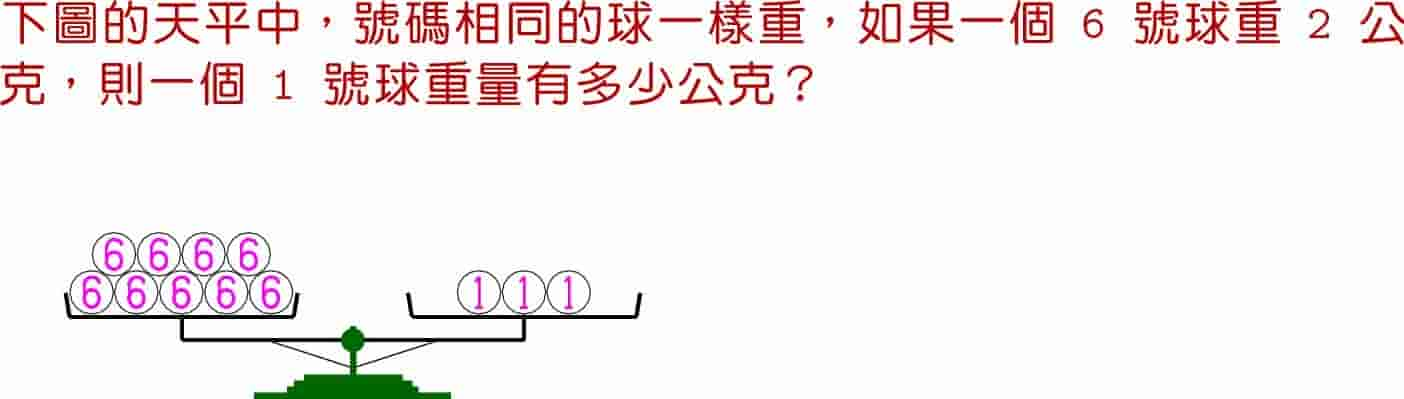 下圖的天平中，號碼相同的球一樣重，如果一個 6 號球重 2 公
克，則一個 1 號球重量有多少公克？
6 6 6 6
6 6 6 6 6 1 1 1